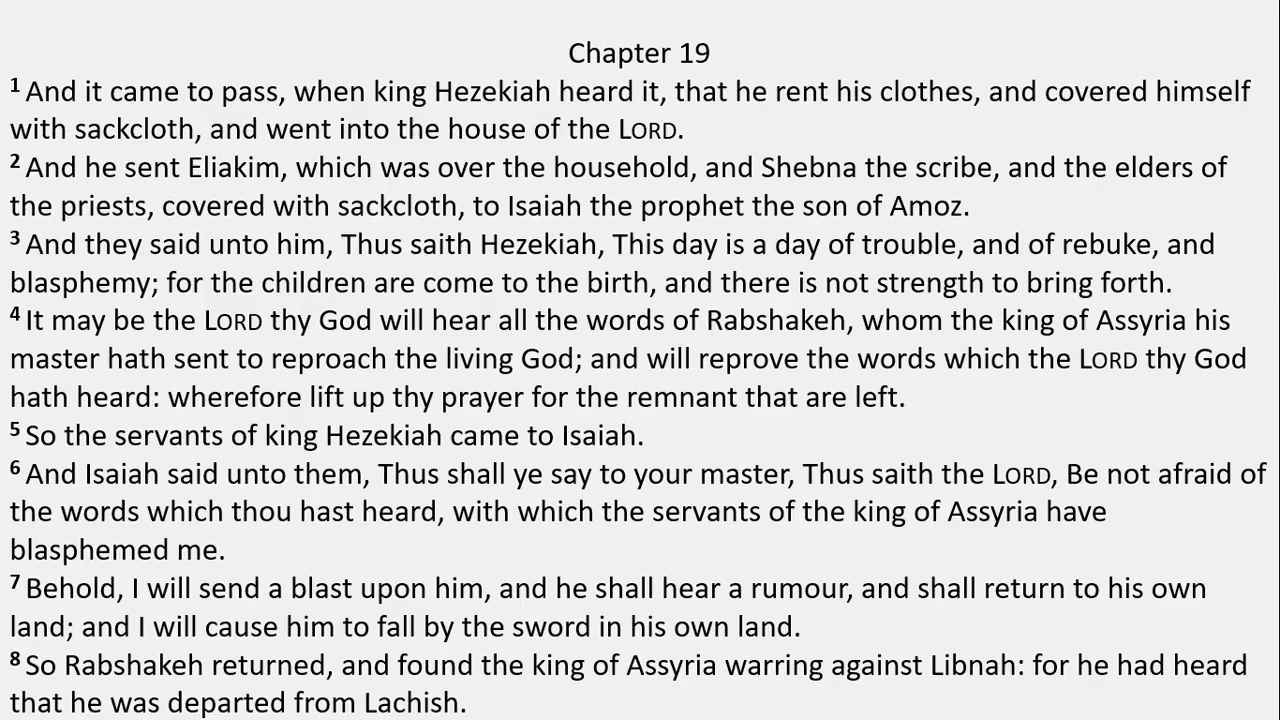 Chapter 19
1 And it came to pass, when king Hezekiah heard it, that he rent his clothes, and covered himself
with sackcloth, and went into the house of the LORD.
2 And he sent Eliakim, which was over the household, and Shebna the scribe, and the elders of
the priests, covered with sackcloth, to Isaiah the prophet the son of Amoz.
3 And they said unto him, Thus saith Hezekiah, This day is a day of trouble, and of rebuke, and
blasphemy; for the children are come to the birth, and there is not strength to bring forth.
4 It may be the LORD thy God will hear all the words of Rabshakeh, whom the king of Assyria his
master hath sent to reproach the living God; and will reprove the words which the LORD thy God
hath heard: wherefore lift up thy prayer for the remnant that are left.
5 So the servants of king Hezekiah came to Isaiah.
6 And Isaiah said unto them, Thus shall ye say to your master, Thus saith the LORD, Be not afraid of
the words which thou hast heard, with which the servants of the king of Assyria have
blasphemed me.
7 Behold, I will send a blast upon him, and he shall hear a rumour, and shall return to his own
land; and I will cause him to fall by the sword in his own land.
8 So Rabshakeh returned, and found the king of Assyria warring against Libnah: for he had heard
that he was departed from Lachish.